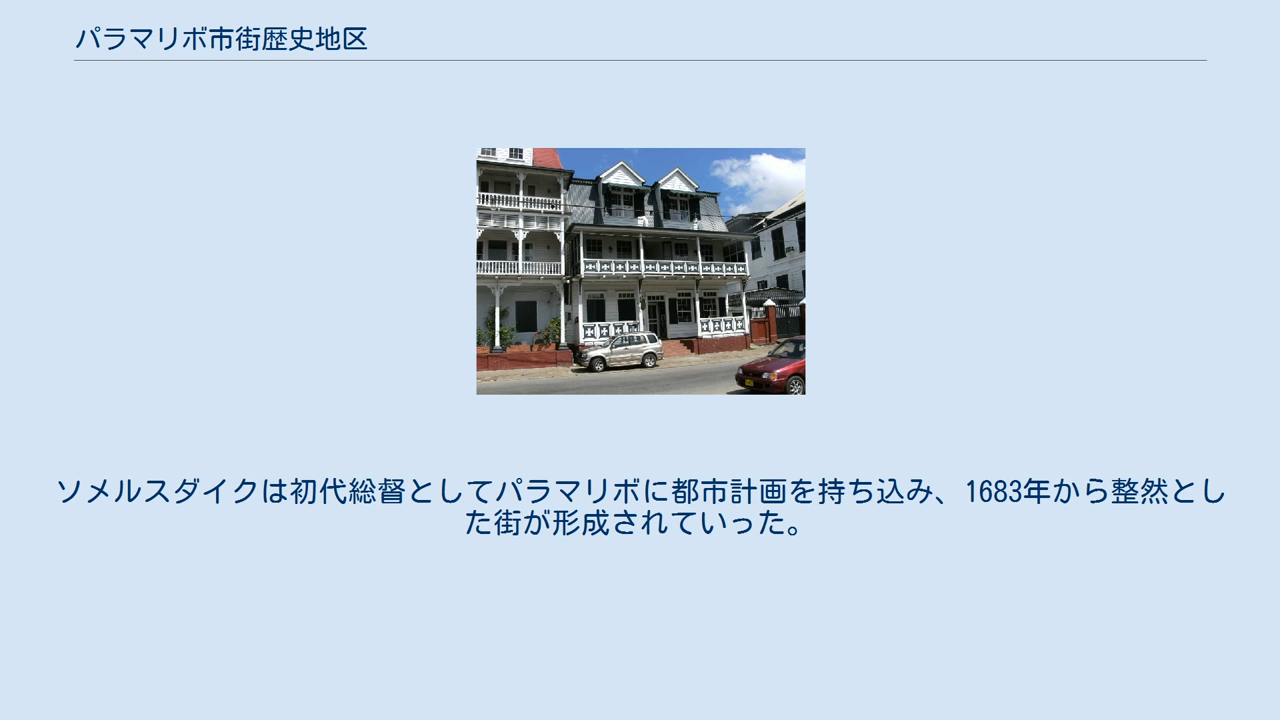 パラマリボ市街歴史地区
ソメルスダイクは初代総督としてパラマリボに都市計画を持ち込み、1683年から整然とし
た街が形成されていった。